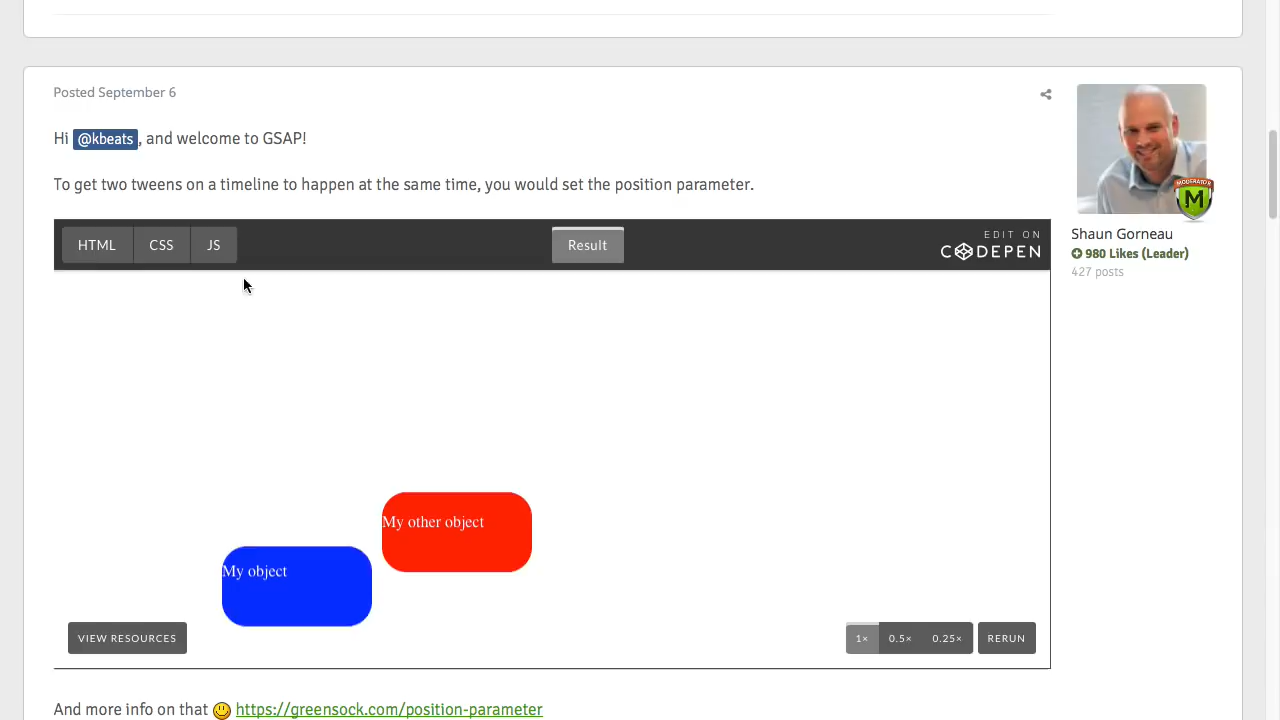 Posted September 6
Hi @kbeats, and welcome to GSAP!
To get two tweens on a timeline to happen at the same time, you would set the position parameter.
MODERATOR
M
Shaun Gorneau
980 Likes (Leader)
427 posts
HTML CSS JS Result EDIT ON
CODEPEN
My other object
My object
VIEW RESOURCES 1× 0.5× 0.25× RERUN
And more info on that https://greensock.com/position-parameter